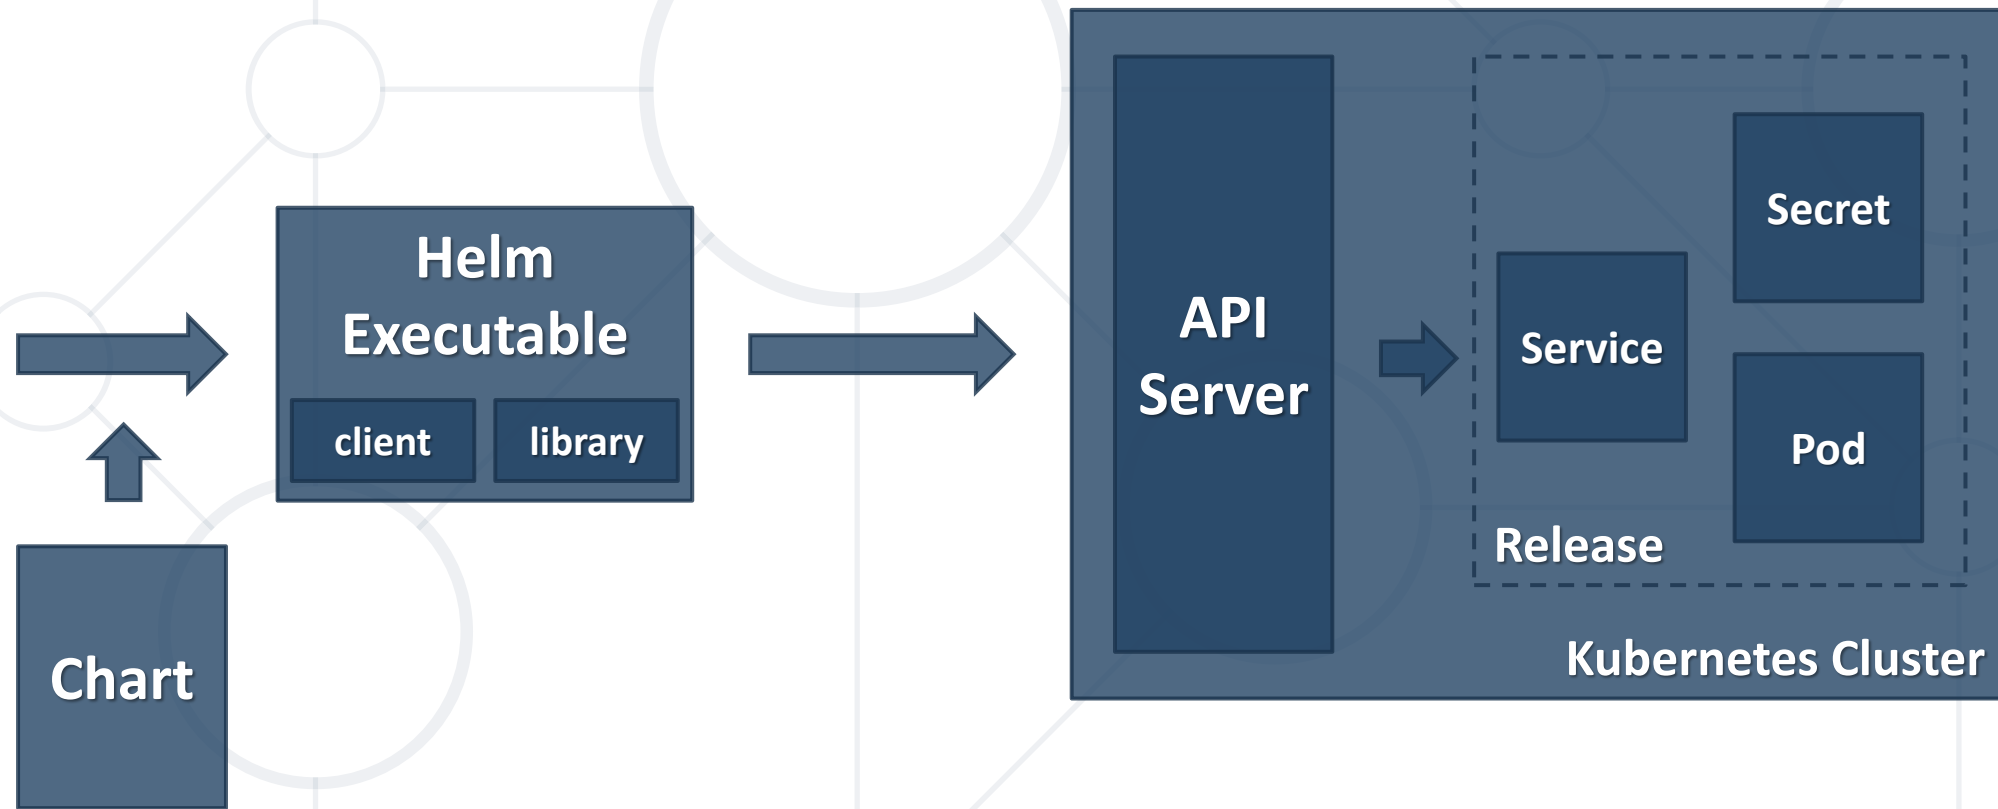 Helm
Executable
client
library
Chart
API
Server
Service
Secret
Pod
Release
Kubernetes Cluster